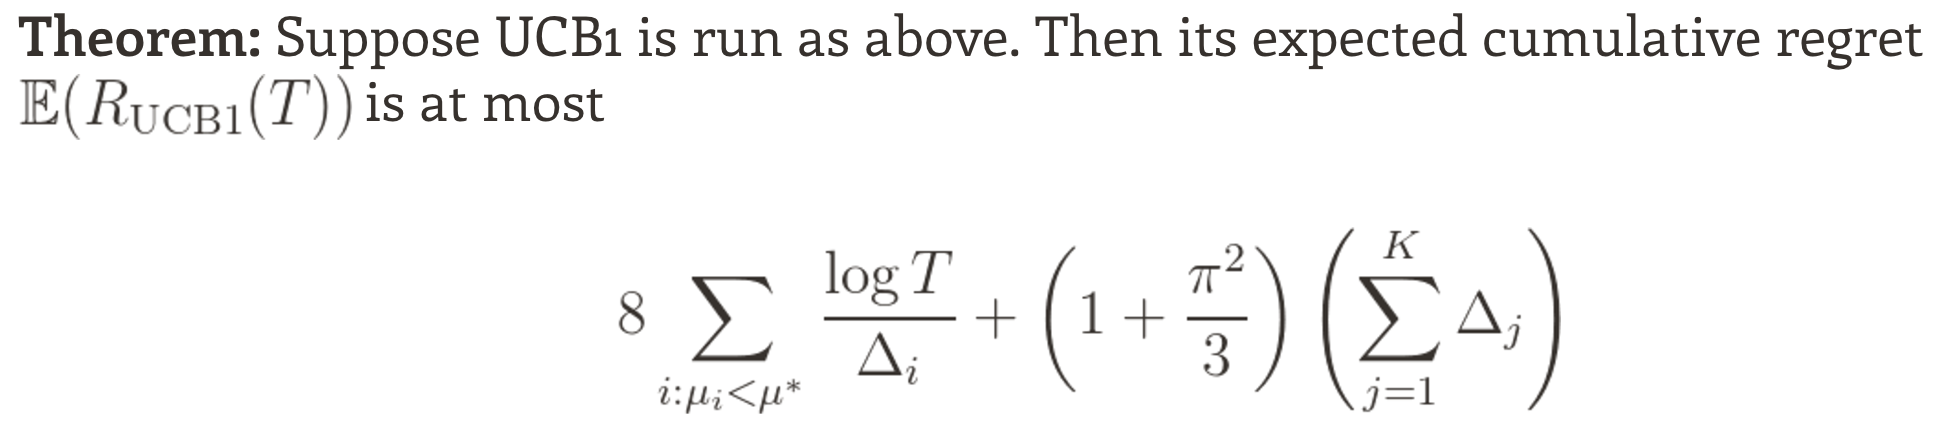 Theorem: Suppose UCB1 is run as above. Then its expected cumulative regret
𝔼(R_UCB1(T)) is at most
8 ∑_{i:μ_i<μ*} log T / Δ_i + (1 + π²/3) (∑_{j=1}^{K} Δ_j)